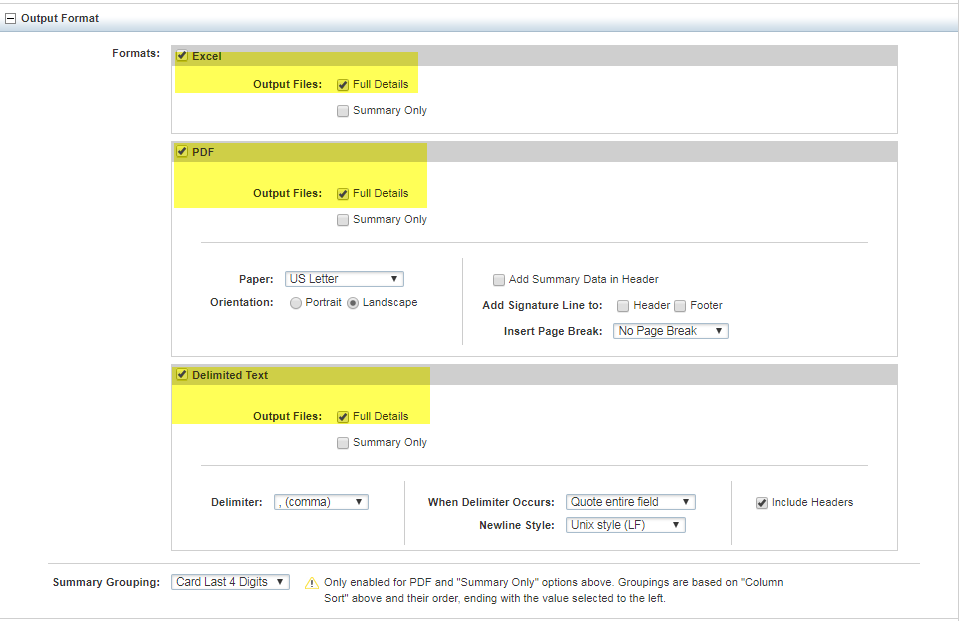 Output Format
Formats:
Excel
Output Files: Full Details
Summary Only
PDF
Output Files: Full Details
Summary Only
Paper: US Letter
Orientation: Portrait Landscape
Add Summary Data in Header
Add Signature Line to: Header Footer
Insert Page Break: No Page Break
Delimited Text
Output Files: Full Details
Summary Only
Delimiter: , (comma)
When Delimiter Occurs: Quote entire field
Newline Style: Unix style (LF)
Include Headers
Summary Grouping: Card Last 4 Digits
Only enabled for PDF and "Summary Only" options above. Groupings are based on "Column
Sort" above and their order, ending with the value selected to the left.